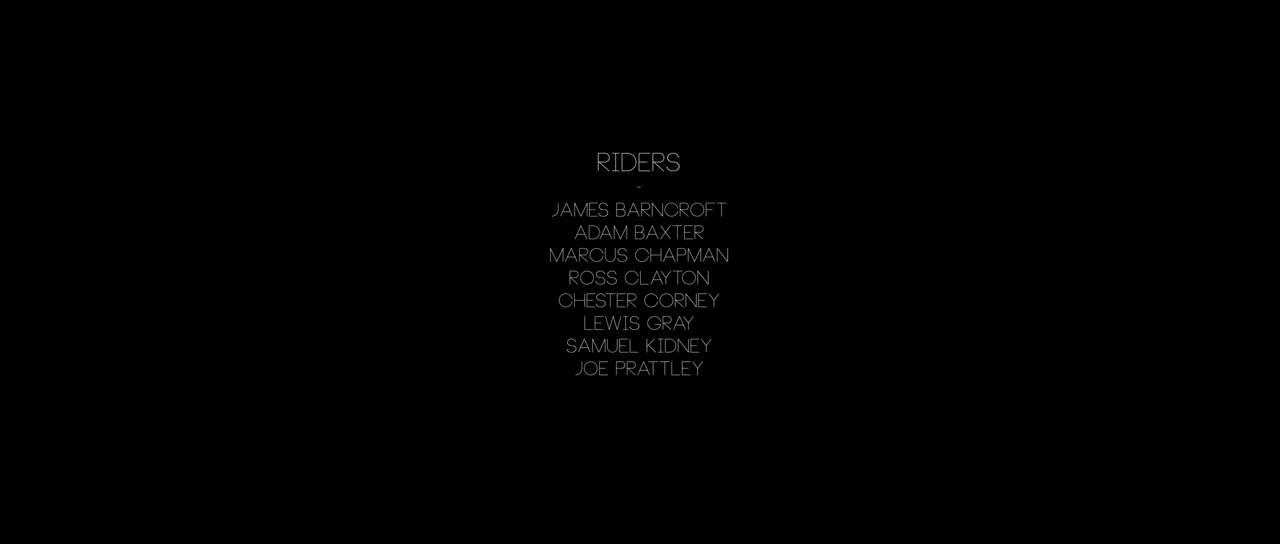 RIDERS
-
JAMES BARNCROFT
ADAM BAXTER
MARCUS CHAPMAN
ROSS CLAYTON
CHESTER CORNEY
LEWIS GRAY
SAMUEL KIDNEY
JOE PRATTLEY